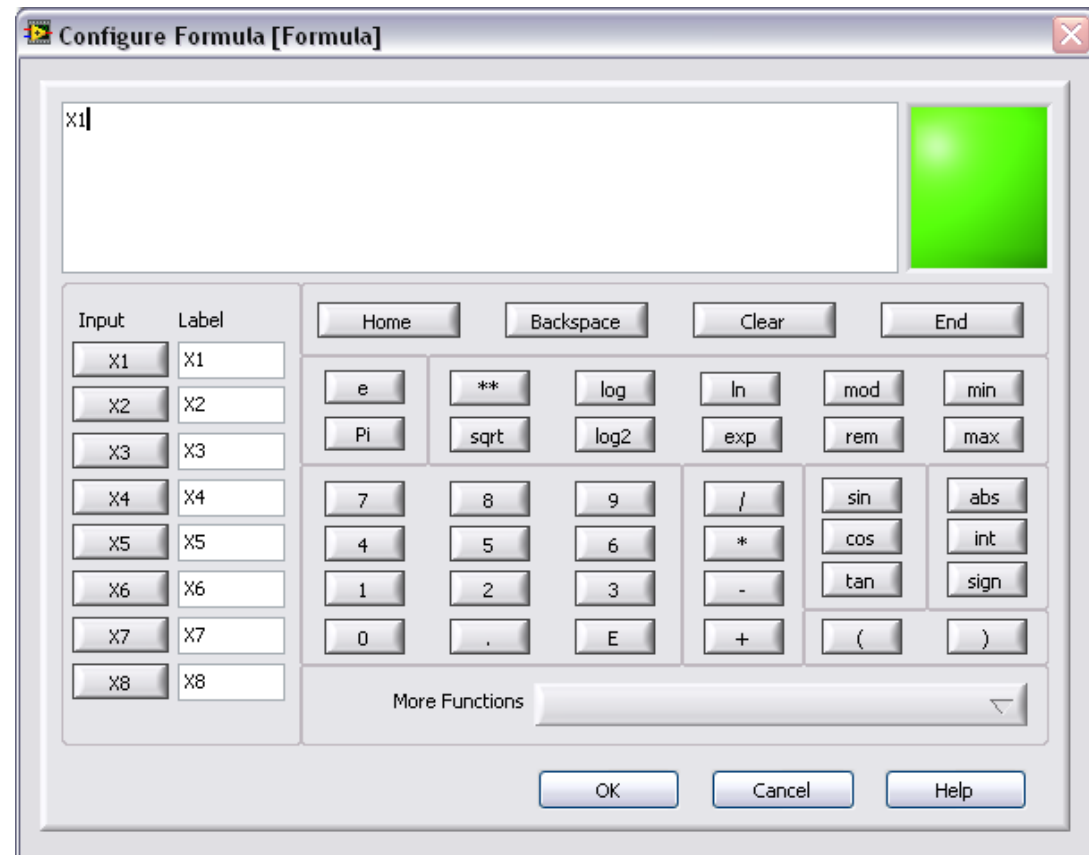 Configure Formula [Formula]
X1
Input Label
Home Backspace Clear End
X1 X1
X2 X2
X3 X3
X4 X4
X5 X5
X6 X6
X7 X7
X8 X8
e ** log ln mod min
Pi sqrt log2 exp rem max
7 8 9 / sin abs
4 5 6 * cos int
1 2 3 - tan sign
0 . E + ( )
More Functions
OK Cancel Help